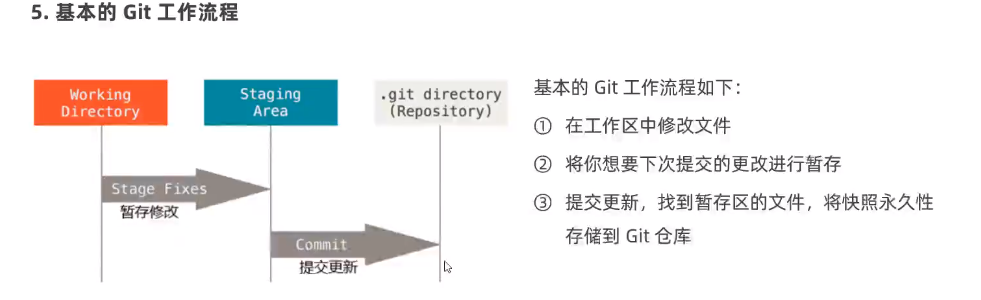 5. 基本的 Git 工作流程
Working
Directory
Staging
Area
.git directory
(Repository)
Stage Fixes
暂存修改
Commit
提交更新
基本的 Git 工作流程如下：
① 在工作区中修改文件
② 将你想要下次提交的更改进行暂存
③ 提交更新，找到暂存区的文件，将快照永久性
存储到 Git 仓库